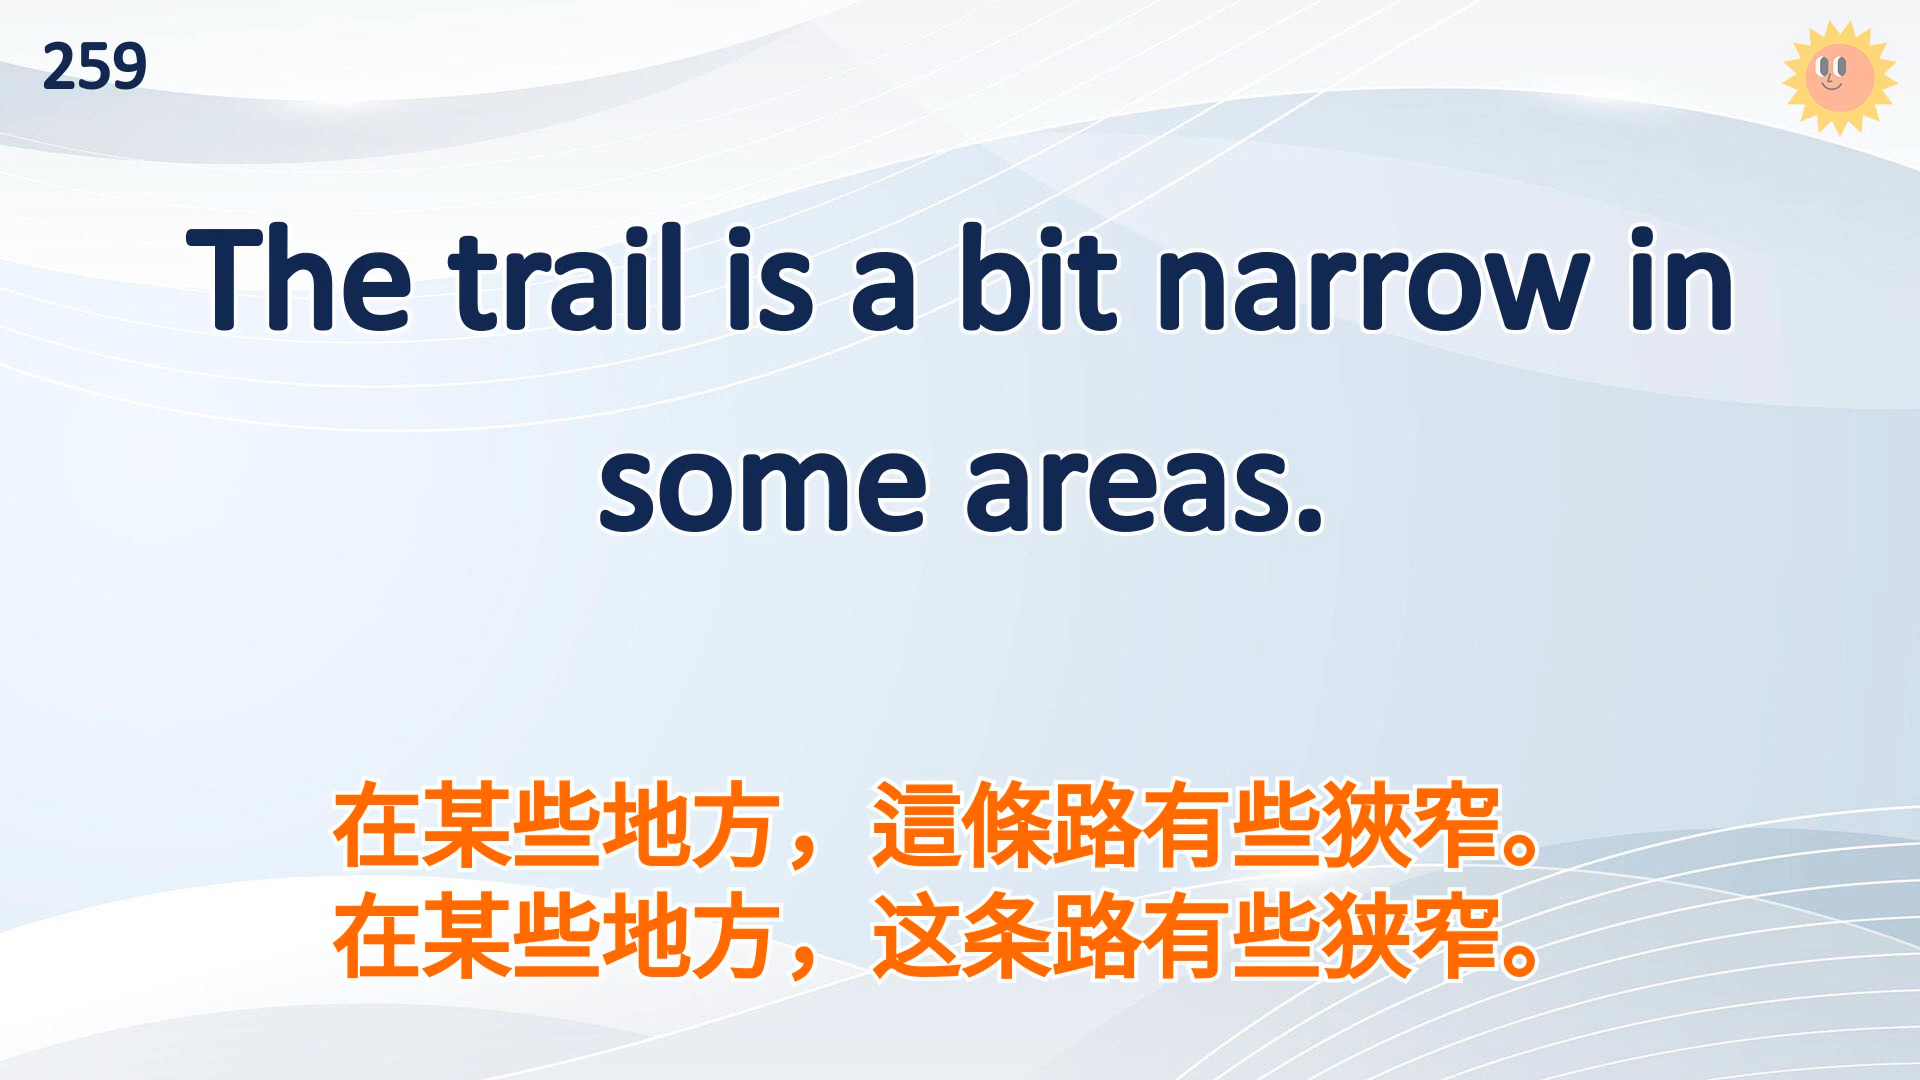 259
The trail is a bit narrow in
some areas.
在某些地方，這條路有些狹窄。
在某些地方，这条路有些狭窄。